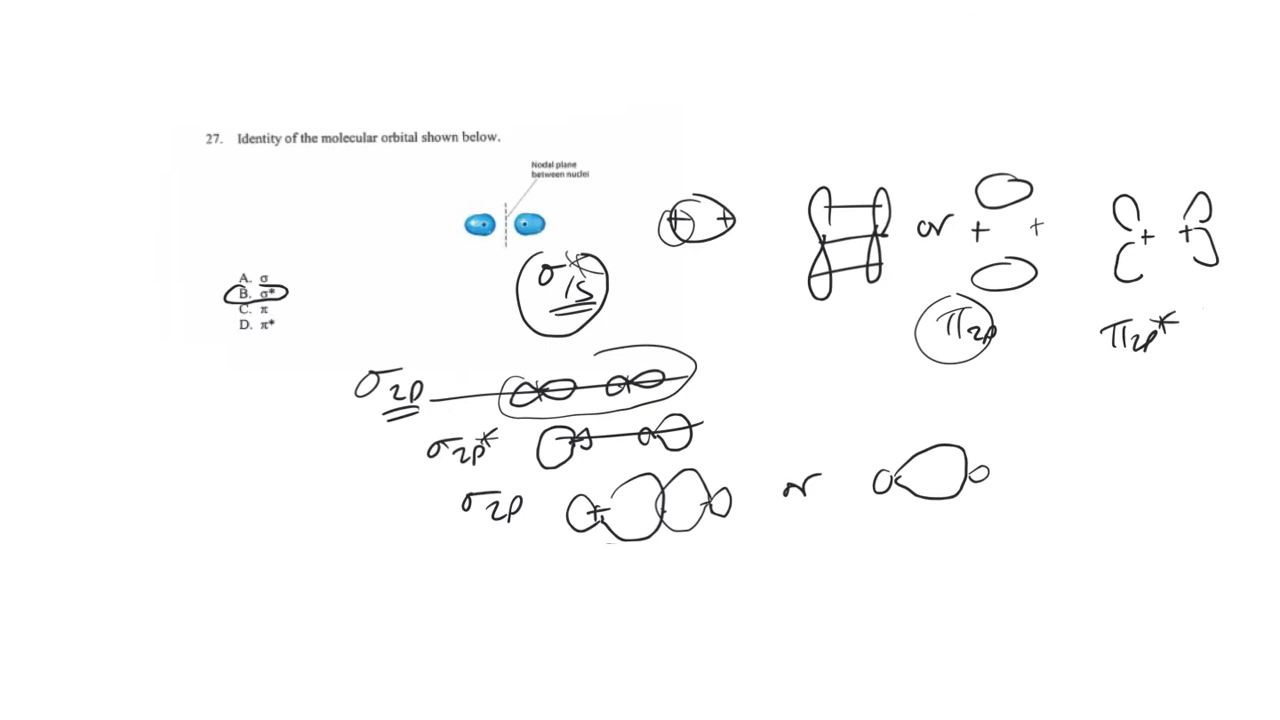 27. Identity of the molecular orbital shown below.
Nodal plane
between nuclei
A. σ
B. σ*
C. π
D. π*
σ*1s
+ +
or + +
+ +
π2p
π2p*
σ2p
σ2p*
σ2p + + or